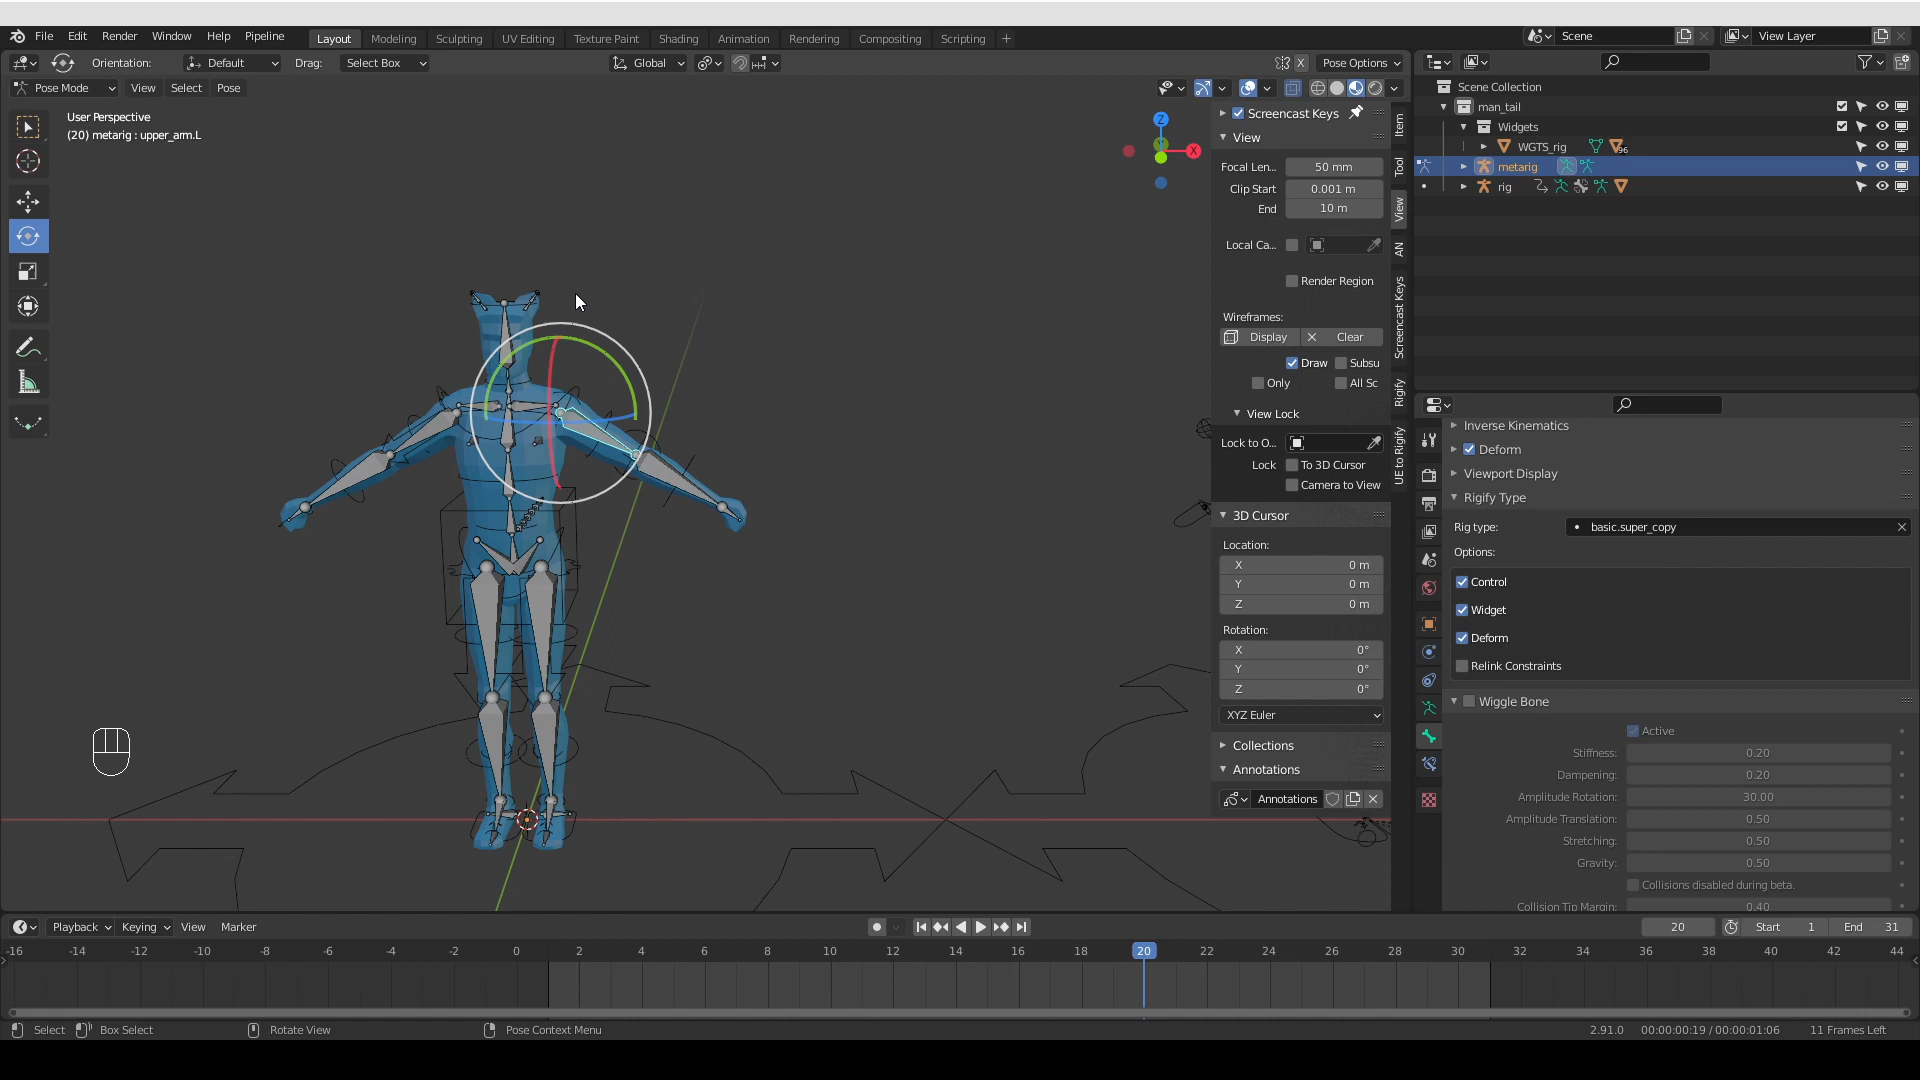 File Edit Render Window Help Pipeline Layout Modeling Sculpting UV Editing Texture Paint Shading Animation Rendering Compositing Scripting + Scene View Layer
Orientation: Default Drag: Select Box Global X Pose Options
Pose Mode View Select Pose
User Perspective
(20) metarig : upper_arm.L
Z
X
Screencast Keys
View
Focal Len... 50 mm
Clip Start 0.001 m
End 10 m
Local Ca...
Render Region
Wireframes:
Display Clear
Draw Subsu
Only All Sc
View Lock
Lock to O...
Lock To 3D Cursor
Camera to View
3D Cursor
Location:
X 0 m
Y 0 m
Z 0 m
Rotation:
X 0°
Y 0°
Z 0°
XYZ Euler
Collections
Annotations
Annotations
Item
Tool
View
AN
Screencast Keys
Rigify
UE to Rigify
Scene Collection
man_tail
Widgets
WGTS_rig 96
metarig
rig
Inverse Kinematics
Deform
Viewport Display
Rigify Type
Rig type: basic.super_copy
Options:
Control
Widget
Deform
Relink Constraints
Wiggle Bone
Active
Stiffness: 0.20
Dampening: 0.20
Amplitude Rotation: 30.00
Amplitude Translation: 0.50
Stretching: 0.50
Gravity: 0.50
Collisions disabled during beta.
Collision Tip Margin: 0.40
Playback Keying View Marker 20 Start 1 End 31
-16 -14 -12 -10 -8 -6 -4 -2 0 2 4 6 8 10 12 14 16 18 20 22 24 26 28 30 32 34 36 38 40 42 44
Select Box Select Rotate View Pose Context Menu 2.91.0 00:00:00:19 / 00:00:01:06 11 Frames Left